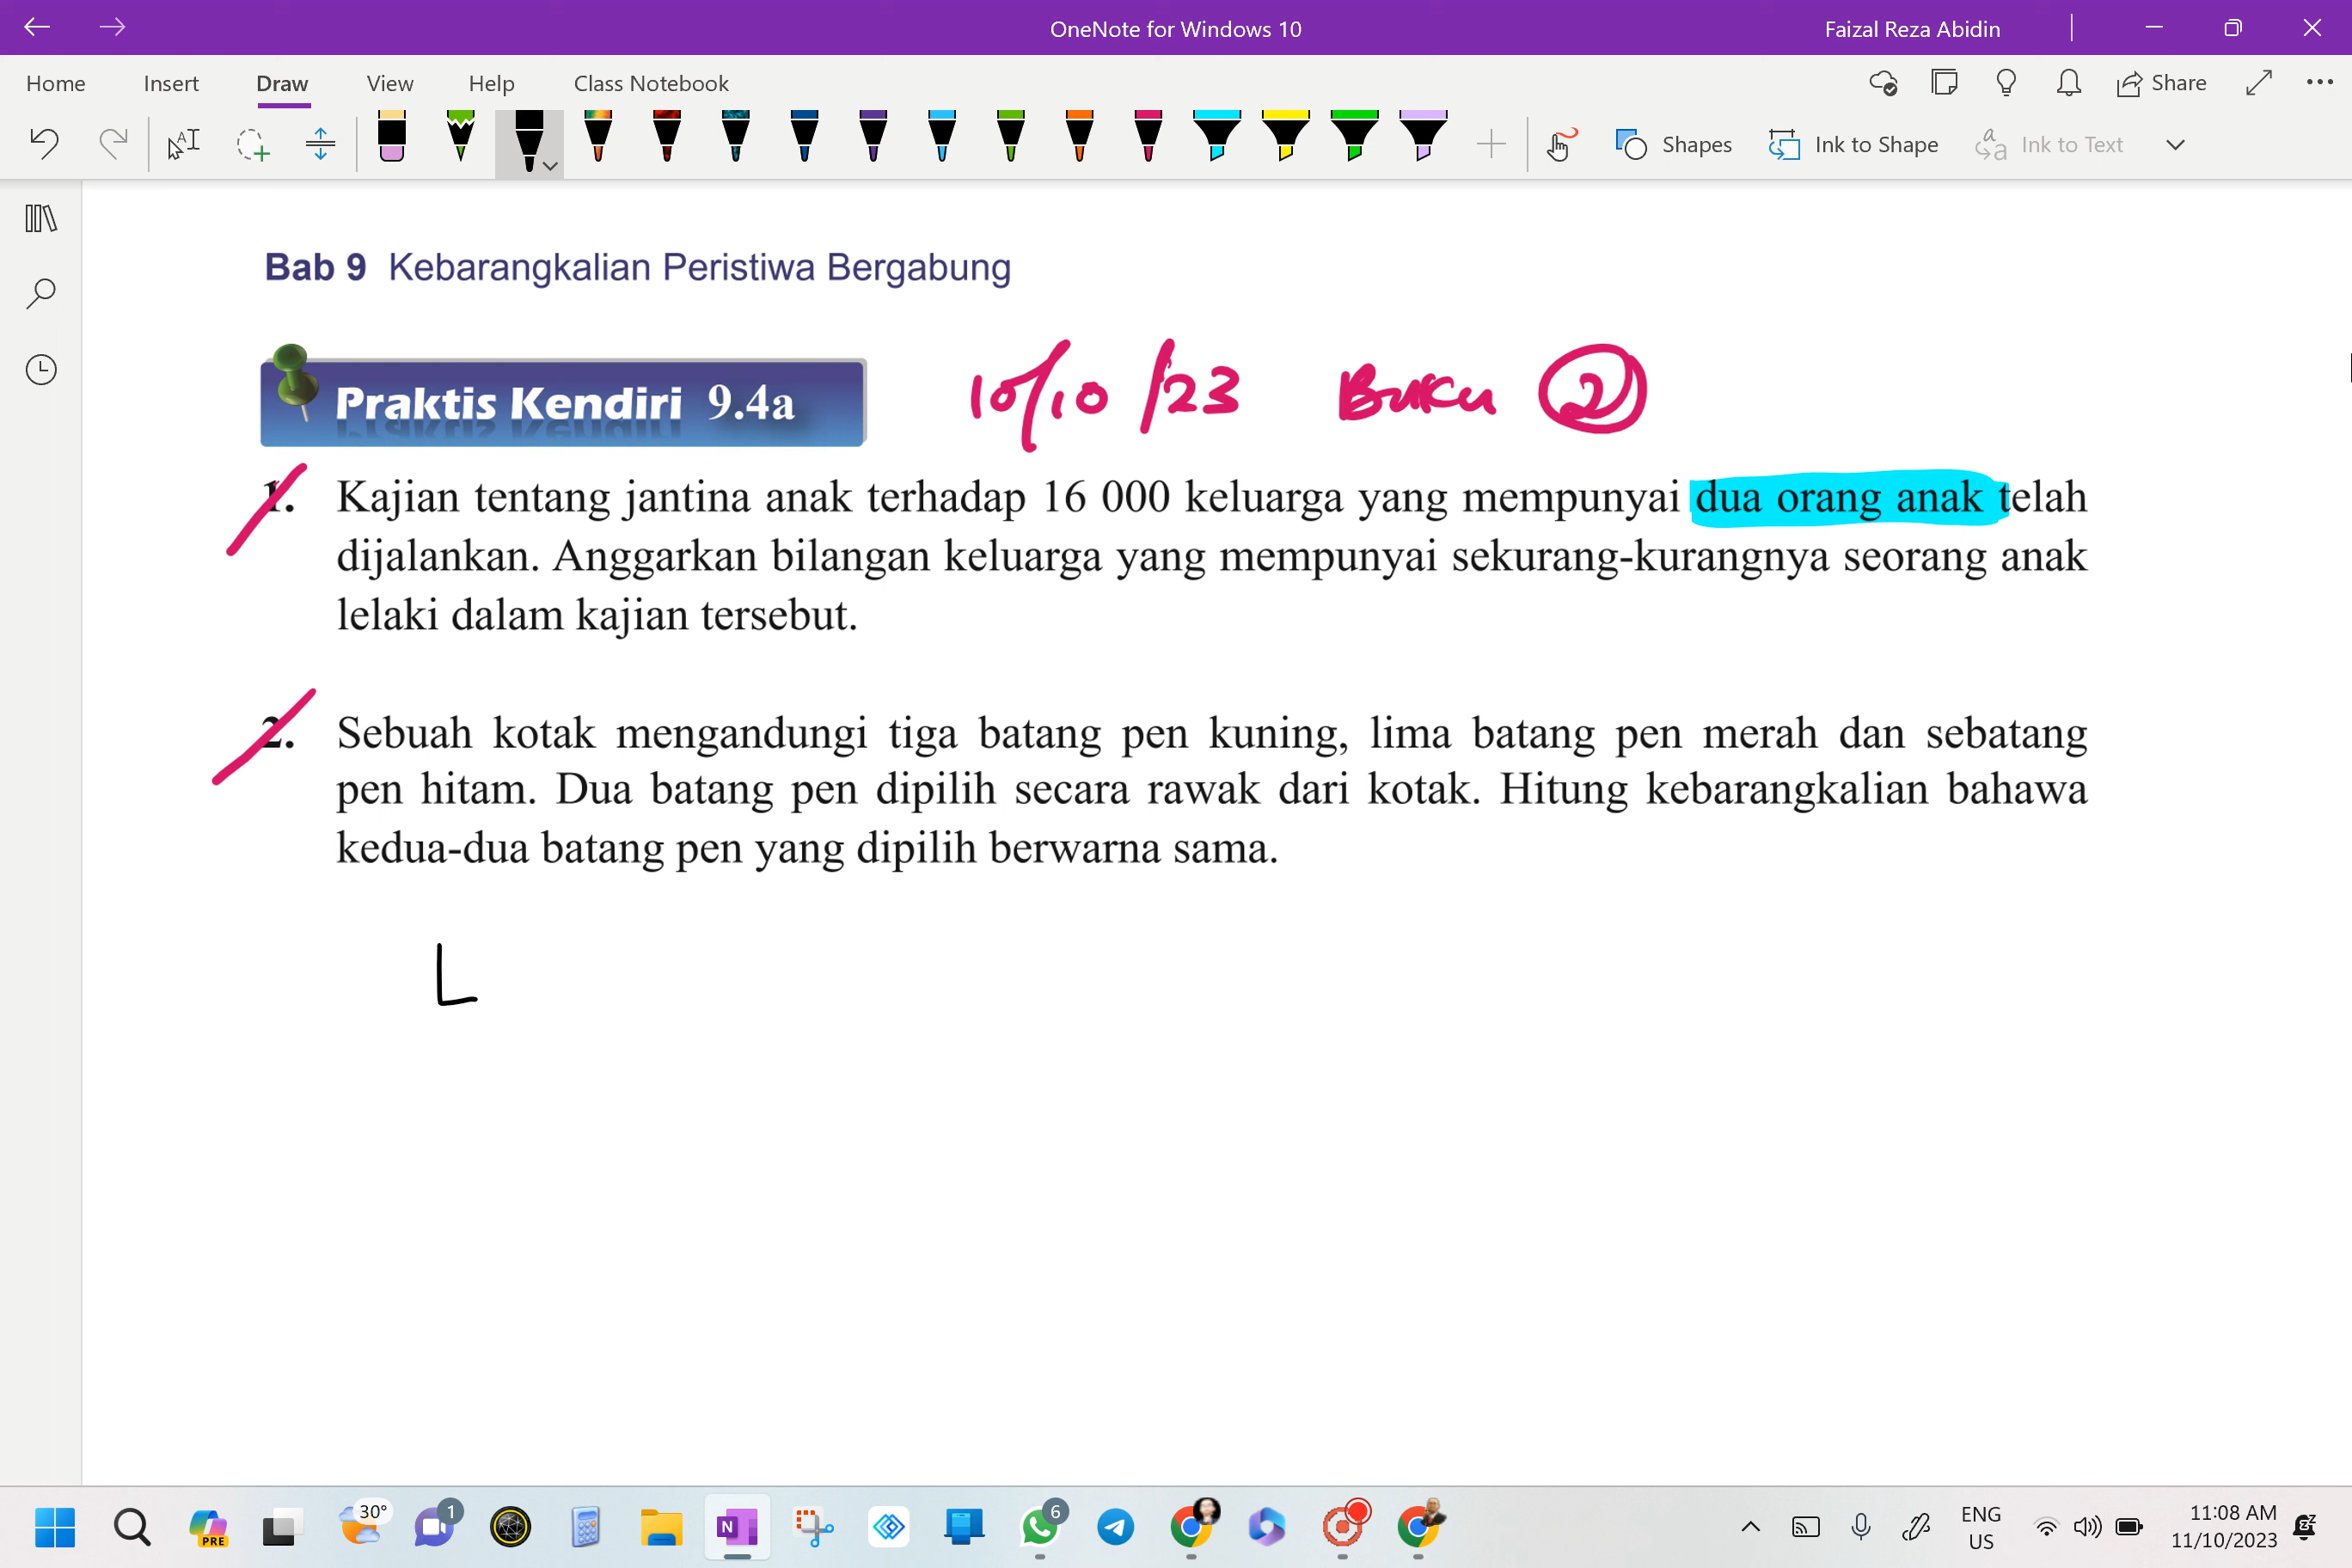 OneNote for Windows 10
Faizal Reza Abidin
Home Insert Draw View Help Class Notebook
Share
Shapes Ink to Shape Ink to Text
Bab 9 Kebarangkalian Peristiwa Bergabung
Praktis Kendiri 9.4a
10/10/23 Buku 2
1. Kajian tentang jantina anak terhadap 16 000 keluarga yang mempunyai dua orang anak telah
dijalankan. Anggarkan bilangan keluarga yang mempunyai sekurang-kurangnya seorang anak
lelaki dalam kajian tersebut.
2. Sebuah kotak mengandungi tiga batang pen kuning, lima batang pen merah dan sebatang
pen hitam. Dua batang pen dipilih secara rawak dari kotak. Hitung kebarangkalian bahawa
kedua-dua batang pen yang dipilih berwarna sama.
L
PRE
30°
1
N
6
ENG
US
11:08 AM
11/10/2023